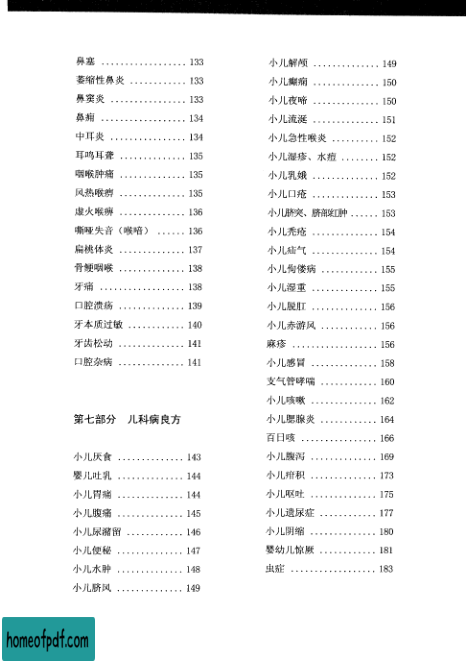 鼻塞 .................. 133
萎缩性鼻炎 ............ 133
鼻窦炎 ................ 133
鼻痈 .................. 134
中耳炎 ................ 134
耳鸣耳聋 .............. 135
咽喉肿痛 .............. 135
风热喉痹 .............. 135
虚火喉痹 .............. 136
嘶哑失音（喉喑） ...... 136
扁桃体炎 .............. 137
骨鲠咽喉 .............. 138
牙痛 .................. 138
口腔溃疡 .............. 139
牙本质过敏 ............ 140
牙齿松动 .............. 141
口腔杂病 .............. 141
第七部分 儿科病良方
小儿厌食 .............. 143
婴儿吐乳 .............. 144
小儿胃痛 .............. 144
小儿腹痛 .............. 145
小儿尿潴留 ............ 146
小儿便秘 .............. 147
小儿水肿 .............. 148
小儿脐风 .............. 149
小儿解颅 .............. 149
小儿癫痫 .............. 150
小儿夜啼 .............. 150
小儿流涎 .............. 151
小儿急性喉炎 .......... 152
小儿湿疹、水痘 ........ 152
小儿乳蛾 .............. 152
小儿口疮 .............. 153
小儿脐突、脐部红肿 ...... 153
小儿秃疮 .............. 154
小儿疝气 .............. 154
小儿佝偻病 ............ 155
小儿湿重 .............. 155
小儿脱肛 .............. 156
小儿赤游风 ............ 156
麻疹 .................. 156
小儿感冒 .............. 158
支气管哮喘 ............ 160
小儿咳嗽 .............. 162
小儿腮腺炎 ............ 164
百日咳 ................ 166
小儿腹泻 .............. 169
小儿疳积 .............. 173
小儿呕吐 .............. 175
小儿遗尿症 ............ 177
小儿阴缩 .............. 180
婴幼儿惊厥 ............ 181
虫症 .................. 183
homeofpdf.com